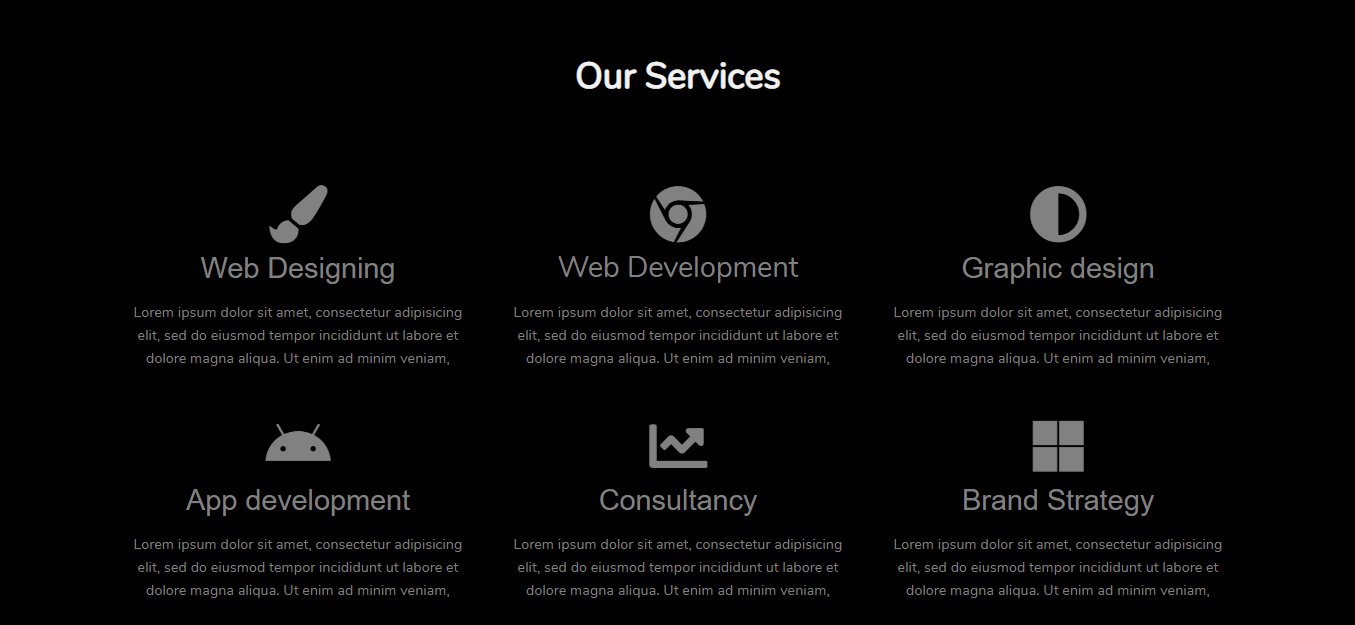 Our Services
Web Designing
Lorem ipsum dolor sit amet, consectetur adipisicing
elit, sed do eiusmod tempor incididunt ut labore et
dolore magna aliqua. Ut enim ad minim veniam,
Web Development
Lorem ipsum dolor sit amet, consectetur adipisicing
elit, sed do eiusmod tempor incididunt ut labore et
dolore magna aliqua. Ut enim ad minim veniam,
Graphic design
Lorem ipsum dolor sit amet, consectetur adipisicing
elit, sed do eiusmod tempor incididunt ut labore et
dolore magna aliqua. Ut enim ad minim veniam,
App development
Lorem ipsum dolor sit amet, consectetur adipisicing
elit, sed do eiusmod tempor incididunt ut labore et
dolore magna aliqua. Ut enim ad minim veniam,
Consultancy
Lorem ipsum dolor sit amet, consectetur adipisicing
elit, sed do eiusmod tempor incididunt ut labore et
dolore magna aliqua. Ut enim ad minim veniam,
Brand Strategy
Lorem ipsum dolor sit amet, consectetur adipisicing
elit, sed do eiusmod tempor incididunt ut labore et
dolore magna aliqua. Ut enim ad minim veniam,